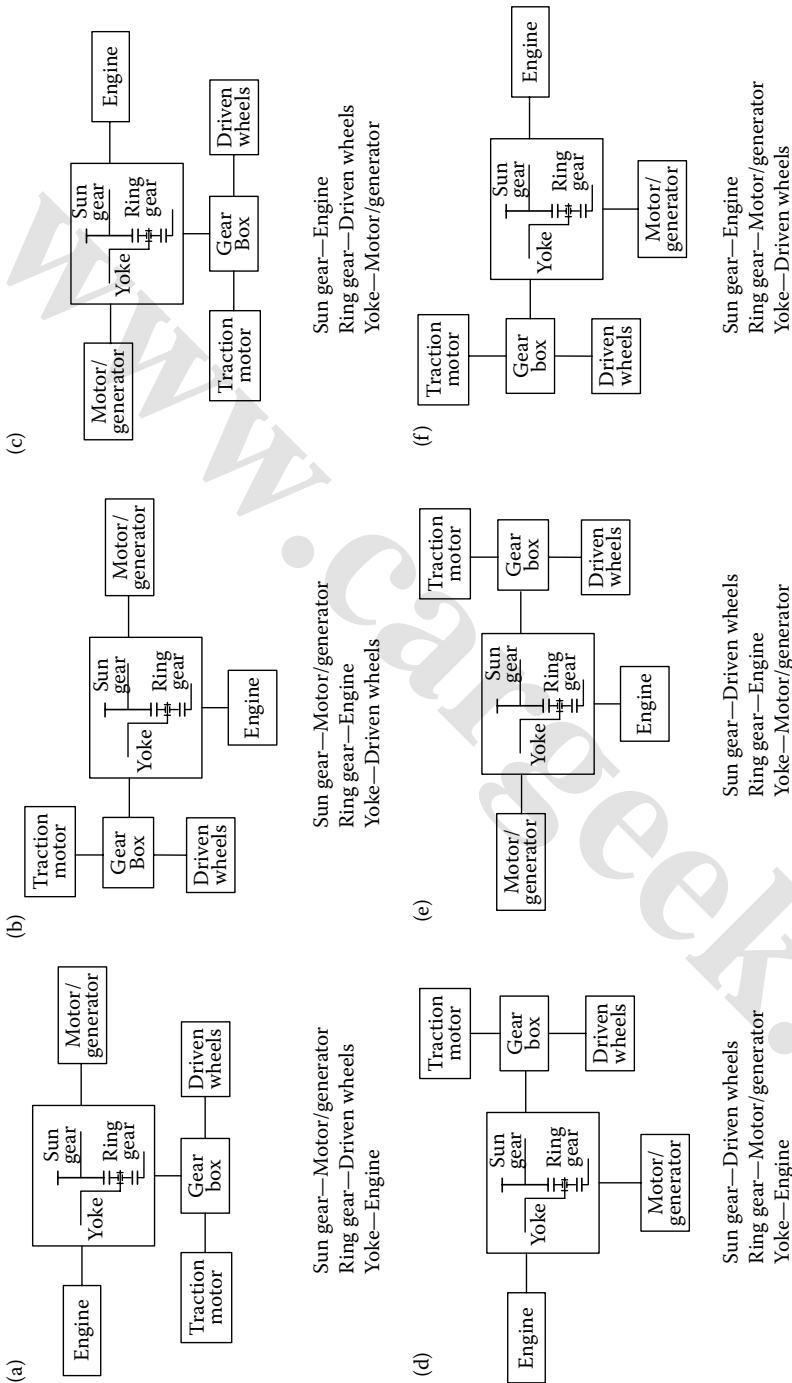 (a)
Engine
Yoke
Sun
gear
Ring
gear
Motor/
generator
Traction
motor
Gear
box
Driven
wheels
Sun gear—Motor/generator
Ring gear—Driven wheels
Yoke—Engine
(b)
Traction
motor
Gear
Box
Driven
wheels
Yoke
Sun
gear
Ring
gear
Motor/
generator
Engine
Sun gear—Motor/generator
Ring gear—Engine
Yoke—Driven wheels
(c)
Motor/
generator
Yoke
Sun
gear
Ring
gear
Engine
Traction
motor
Gear
Box
Driven
wheels
Sun gear—Engine
Ring gear—Driven wheels
Yoke—Motor/generator
(d)
Engine
Yoke
Sun
gear
Ring
gear
Traction
motor
Gear
box
Driven
wheels
Motor/
generator
Sun gear—Driven wheels
Ring gear—Motor/generator
Yoke—Engine
(e)
Motor/
generator
Yoke
Sun
gear
Ring
gear
Traction
motor
Gear
box
Driven
wheels
Engine
Sun gear—Driven wheels
Ring gear—Engine
Yoke—Motor/generator
(f)
Traction
motor
Gear
box
Driven
wheels
Yoke
Sun
gear
Ring
gear
Engine
Motor/
generator
Sun gear—Engine
Ring gear—Motor/generator
Yoke—Driven wheels
www.cargeek.